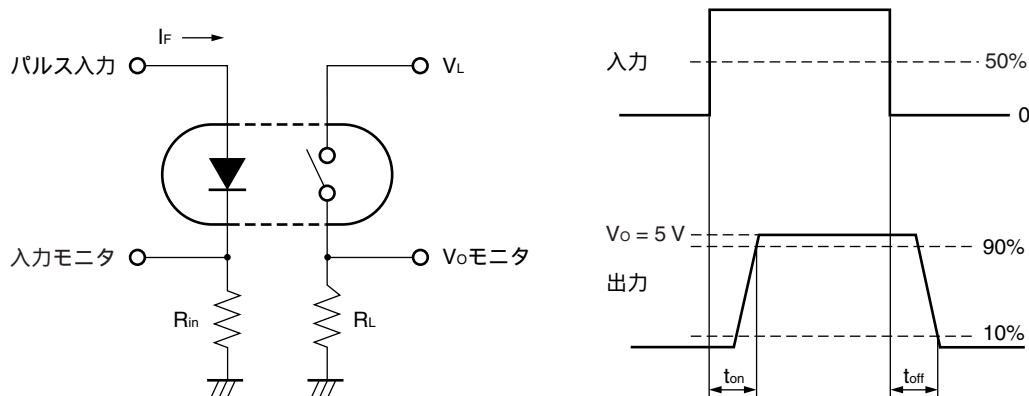 IF
パルス入力
VL
入力モニタ
VOモニタ
Rin
RL
入力
50%
0
VO = 5 V
90%
出力
10%
ton
toff